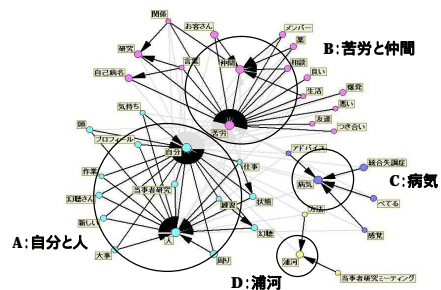 関係
お客さん
メンバー
薬
B:苦労と仲間
研究
仲間
言葉
相談
良い
自己病名
生活
爆発
気持ち
悪い
苦労
友達
つき合い
頭
プロフィール
自分
アドバイス
仕事
統合失調症
作業
当事者研究
病気
C:病気
幻聴さん
練習
状態
べてる
方法
新しい
人
幻聴
感覚
A:自分と人
大事
周り
浦河
当事者研究ミーティング
D:浦河